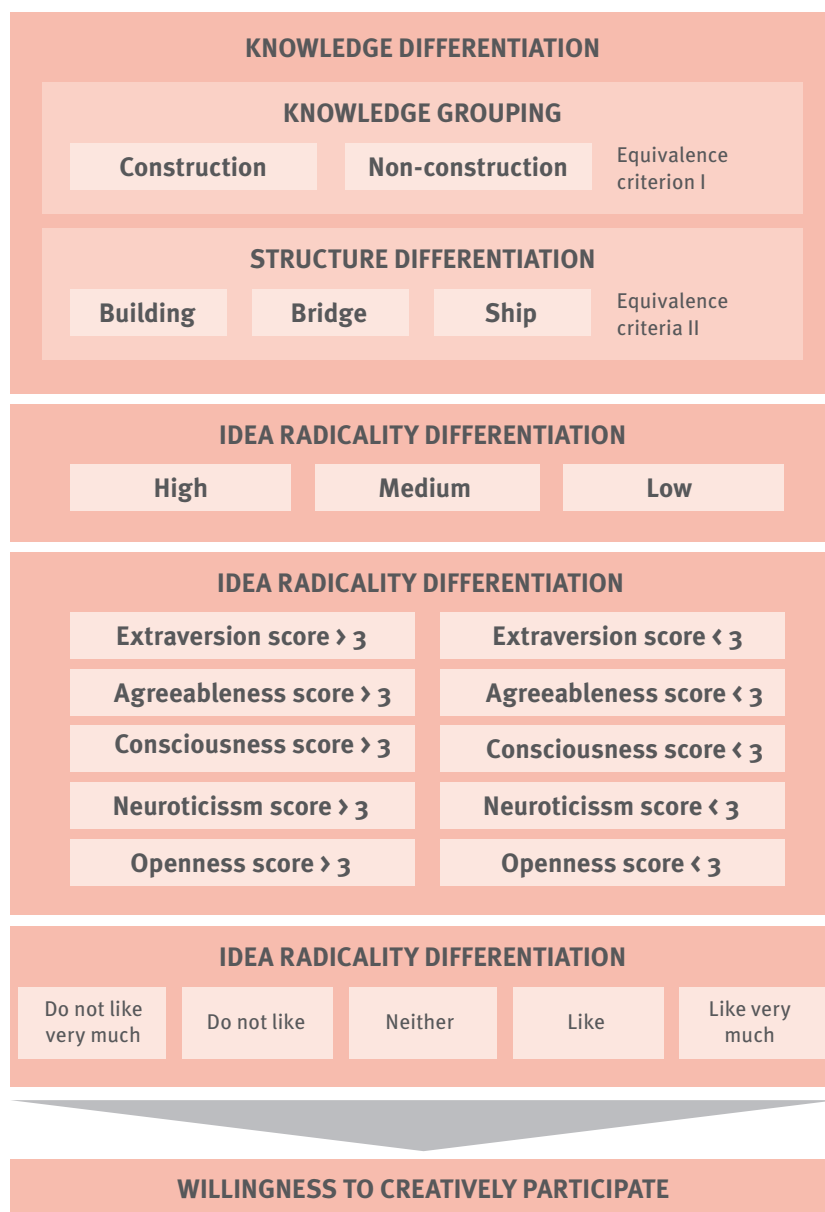 KNOWLEDGE DIFFERENTIATION
KNOWLEDGE GROUPING
Construction
Non-construction
Equivalence
criterion I
STRUCTURE DIFFERENTIATION
Building
Bridge
Ship
Equivalence
criteria II
IDEA RADICALITY DIFFERENTIATION
High
Medium
Low
IDEA RADICALITY DIFFERENTIATION
Extraversion score > 3
Extraversion score < 3
Agreeableness score > 3
Agreeableness score < 3
Consciousness score > 3
Consciousness score < 3
Neuroticissm score > 3
Neuroticissm score < 3
Openness score > 3
Openness score < 3
IDEA RADICALITY DIFFERENTIATION
Do not like
very much
Do not like
Neither
Like
Like very
much
WILLINGNESS TO CREATIVELY PARTICIPATE